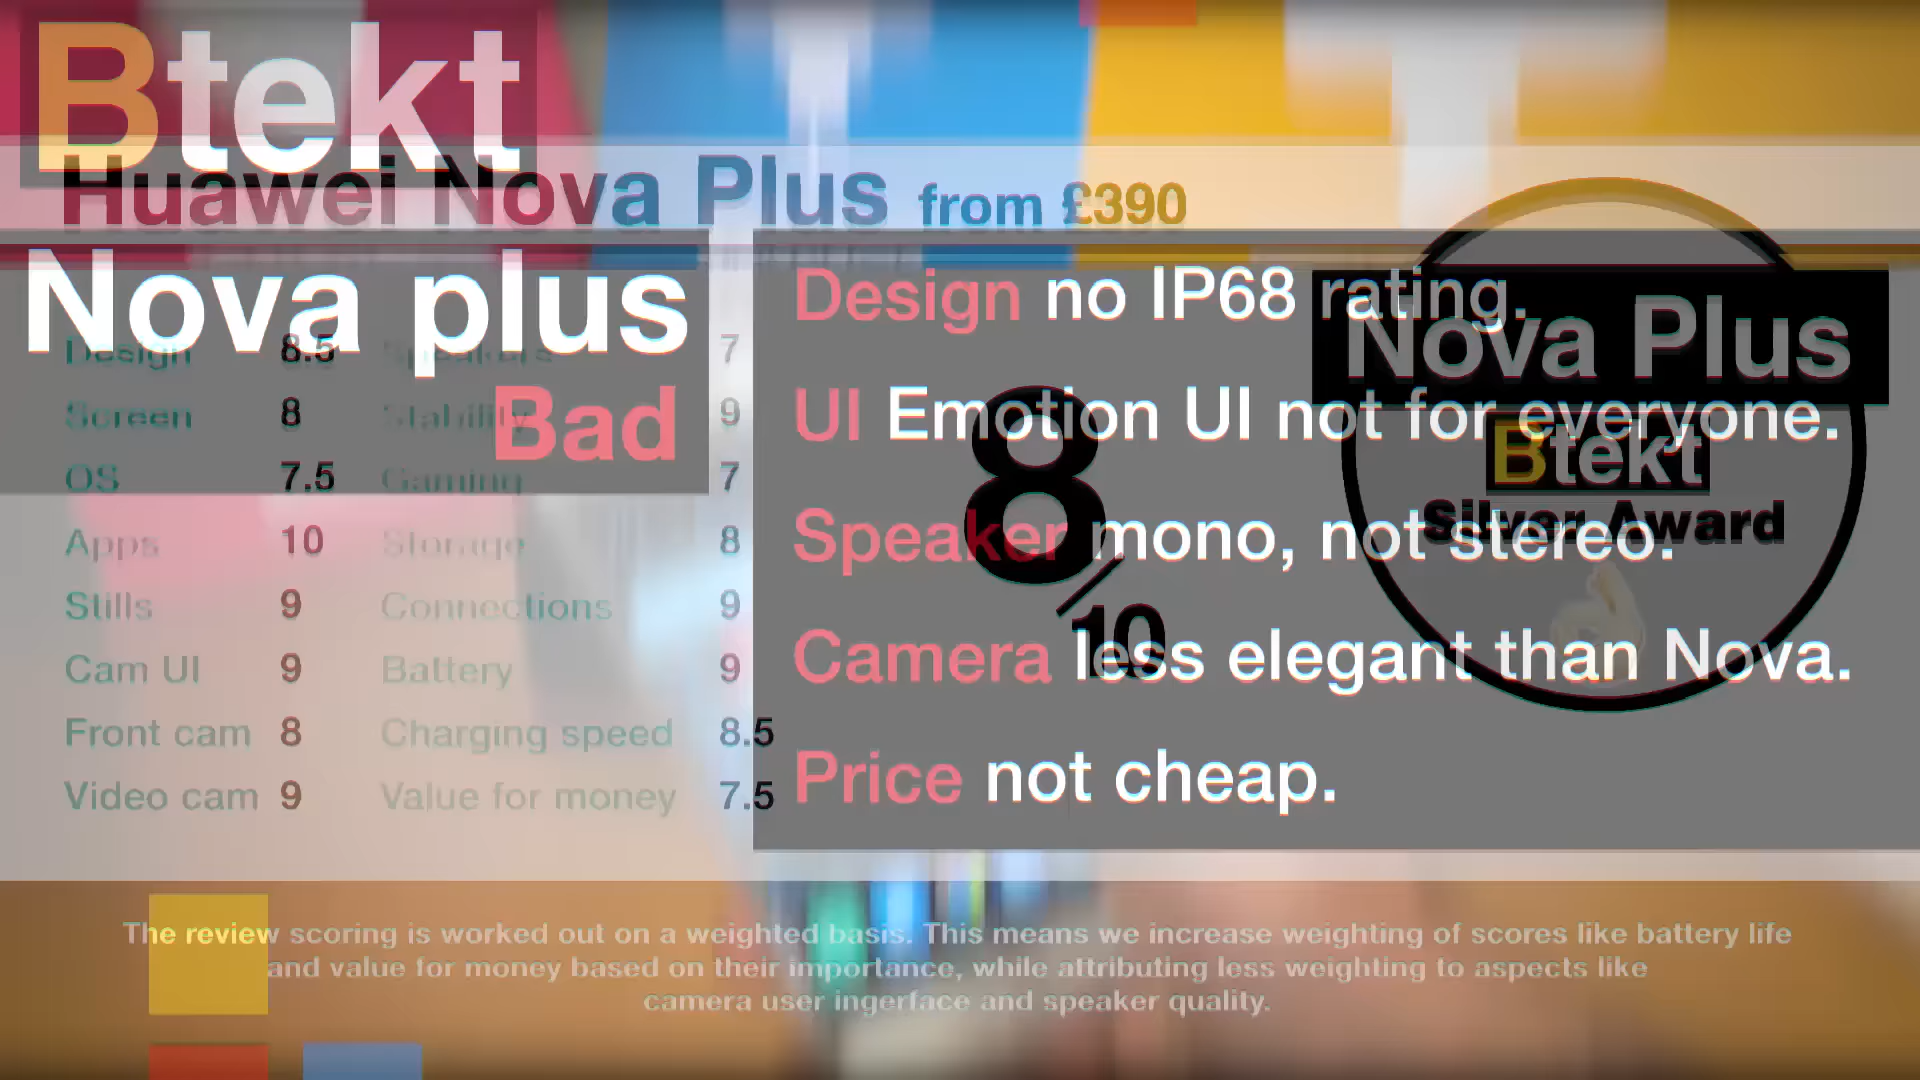 Btekt
Huawei Nova Plus from £390
Nova plus
Bad
Design no IP68 rating.
UI Emotion UI not for everyone.
Speaker mono, not stereo.
Camera less elegant than Nova.
Price not cheap.
Design 8.5 Speakers 7
Screen 8 Stability 9
OS 7.5 Gaming 7
Apps 10 Storage 8
Stills 9 Connections 9
Cam UI 9 Battery 9
Front cam 8 Charging speed 8.5
Video cam 9 Value for money 7.5
8/10
Nova Plus
Btekt
Silver Award
The review scoring is worked out on a weighted basis. This means we increase weighting of scores like battery life
and value for money based on their importance, while attributing less weighting to aspects like
camera user ingerface and speaker quality.